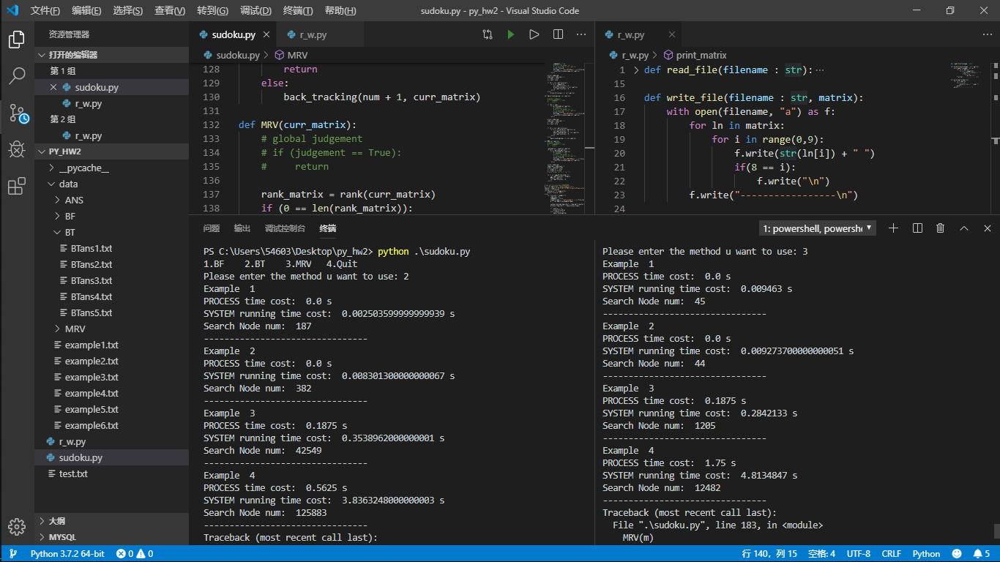 文件(F) 编辑(E) 选择(S) 查看(V) 转到(G) 调试(D) 终端(T) 帮助(H) sudoku.py - py_hw2 - Visual Studio Code
资源管理器
打开的编辑器
第 1 组
sudoku.py
r_w.py
第 2 组
r_w.py
PY_HW2
__pycache__
data
ANS
BF
BT
BTans1.txt
BTans2.txt
BTans3.txt
BTans4.txt
BTans5.txt
MRV
example1.txt
example2.txt
example3.txt
example4.txt
example5.txt
example6.txt
r_w.py
sudoku.py
test.txt
大纲
MYSQL
sudoku.py r_w.py
sudoku.py > MRV
128 return
129 else:
130 back_tracking(num + 1, curr_matrix)
131
132 def MRV(curr_matrix):
133 # global judgement
134 # if (judgement == True):
135 #     return
136
137 rank_matrix = rank(curr_matrix)
138 if (0 == len(rank_matrix)):
r_w.py
r_w.py > print_matrix
1 def read_file(filename : str):⋯
15
16 def write_file(filename : str, matrix):
17 with open(filename, "a") as f:
18 for ln in matrix:
19 for i in range(0,9):
20 f.write(str(ln[i]) + " ")
21 if(8 == i):
22 f.write("\n")
23 f.write("------------------\n")
24
问题 输出 调试控制台 终端 1: powershell, powersh
PS C:\Users\54603\Desktop\py_hw2> python .\sudoku.py
1.BF 2.BT 3.MRV 4.Quit
Please enter the method u want to use: 2
Example 1
PROCESS time cost: 0.0 s
SYSTEM running time cost: 0.002503599999999939 s
Search Node num: 187
--------------------------------
Example 2
PROCESS time cost: 0.0 s
SYSTEM running time cost: 0.008301300000000067 s
Search Node num: 382
--------------------------------
Example 3
PROCESS time cost: 0.1875 s
SYSTEM running time cost: 0.3538962000000001 s
Search Node num: 42549
--------------------------------
Example 4
PROCESS time cost: 0.5625 s
SYSTEM running time cost: 3.8363248000000003 s
Search Node num: 125883
--------------------------------
Traceback (most recent call last):
Please enter the method u want to use: 3
Example 1
PROCESS time cost: 0.0 s
SYSTEM running time cost: 0.009463 s
Search Node num: 45
--------------------------------
Example 2
PROCESS time cost: 0.0 s
SYSTEM running time cost: 0.009273700000000051 s
Search Node num: 44
--------------------------------
Example 3
PROCESS time cost: 0.1875 s
SYSTEM running time cost: 0.2842133 s
Search Node num: 1205
--------------------------------
Example 4
PROCESS time cost: 1.75 s
SYSTEM running time cost: 4.8134847 s
Search Node num: 12482
--------------------------------
Traceback (most recent call last):
File ".\sudoku.py", line 183, in <module>
MRV(m)
Python 3.7.2 64-bit 0 0 行 140，列 15 空格: 4 UTF-8 CRLF Python 5